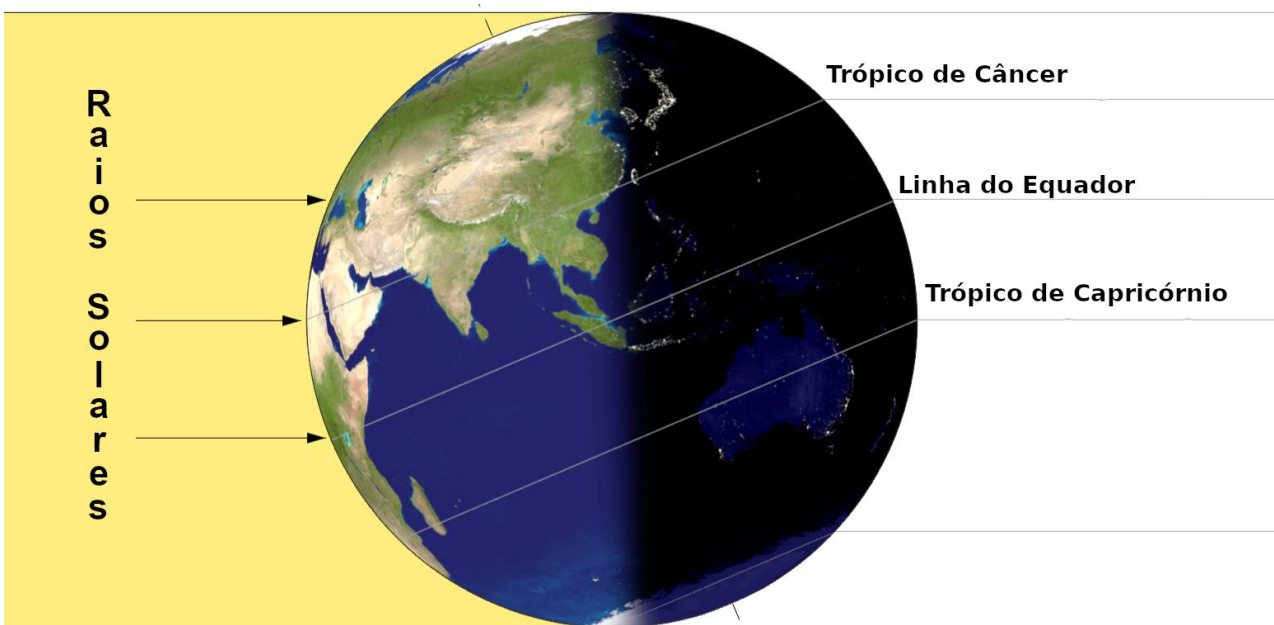 Raios Solares
Trópico de Câncer
Linha do Equador
Trópico de Capricórnio